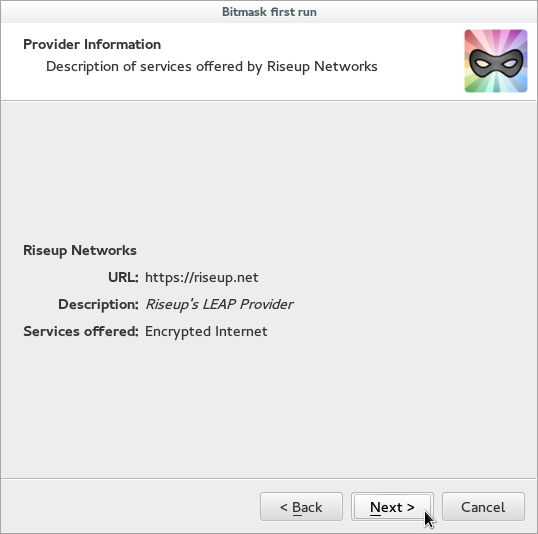 Bitmask first run
Provider Information
Description of services offered by Riseup Networks
Riseup Networks
URL: https://riseup.net
Description: Riseup's LEAP Provider
Services offered: Encrypted Internet
< Back Next > Cancel